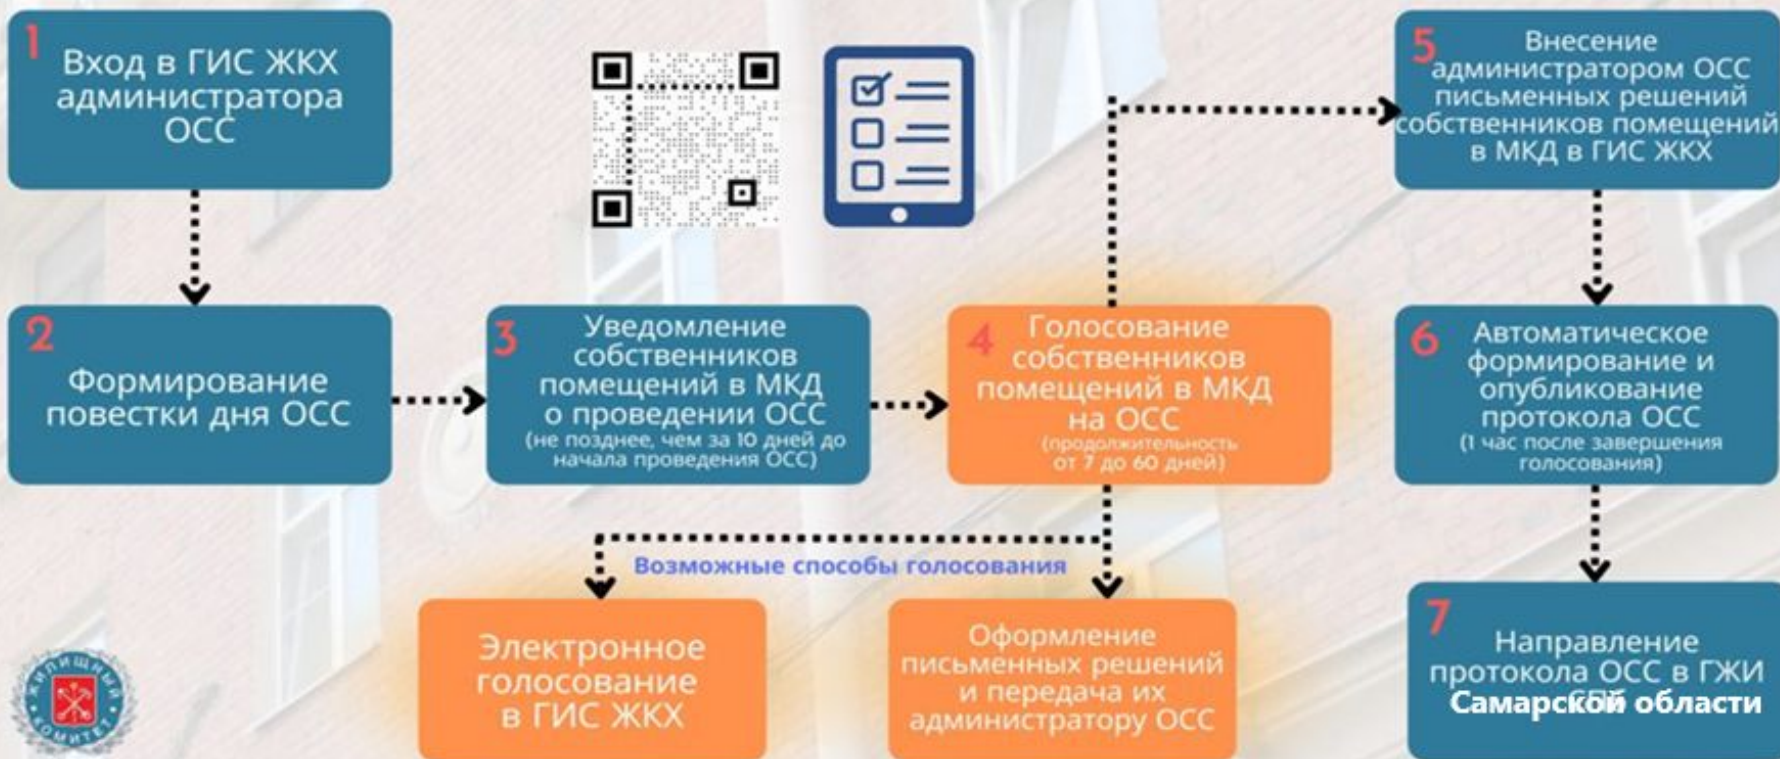 1
Вход в ГИС ЖКХ
администратора
ОСС
2
Формирование
повестки дня ОСС
3
Уведомление
собственников
помещений в МКД
о проведении ОСС
(не позднее, чем за 10 дней до
начала проведения ОСС)
4
Голосование
собственников
помещений в МКД
на ОСС
(продолжительность
от 7 до 60 дней)
Возможные способы голосования
Электронное
голосование
в ГИС ЖКХ
Оформление
письменных решений
и передача их
администратору ОСС
5
Внесение
администратором ОСС
письменных решений
собственников помещений
в МКД в ГИС ЖКХ
6
Автоматическое
формирование и
опубликование
протокола ОСС
(1 час после завершения
голосования)
7
Направление
протокола ОСС в ГЖИ
Самарской области
ЖИЛИЩНЫЙ
КОМИТЕТ